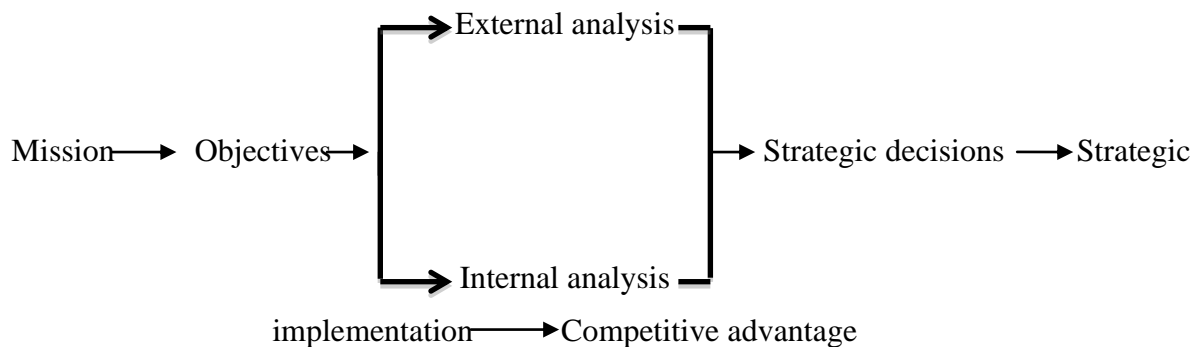 External analysis
Mission Objectives Strategic decisions Strategic
Internal analysis
implementation Competitive advantage